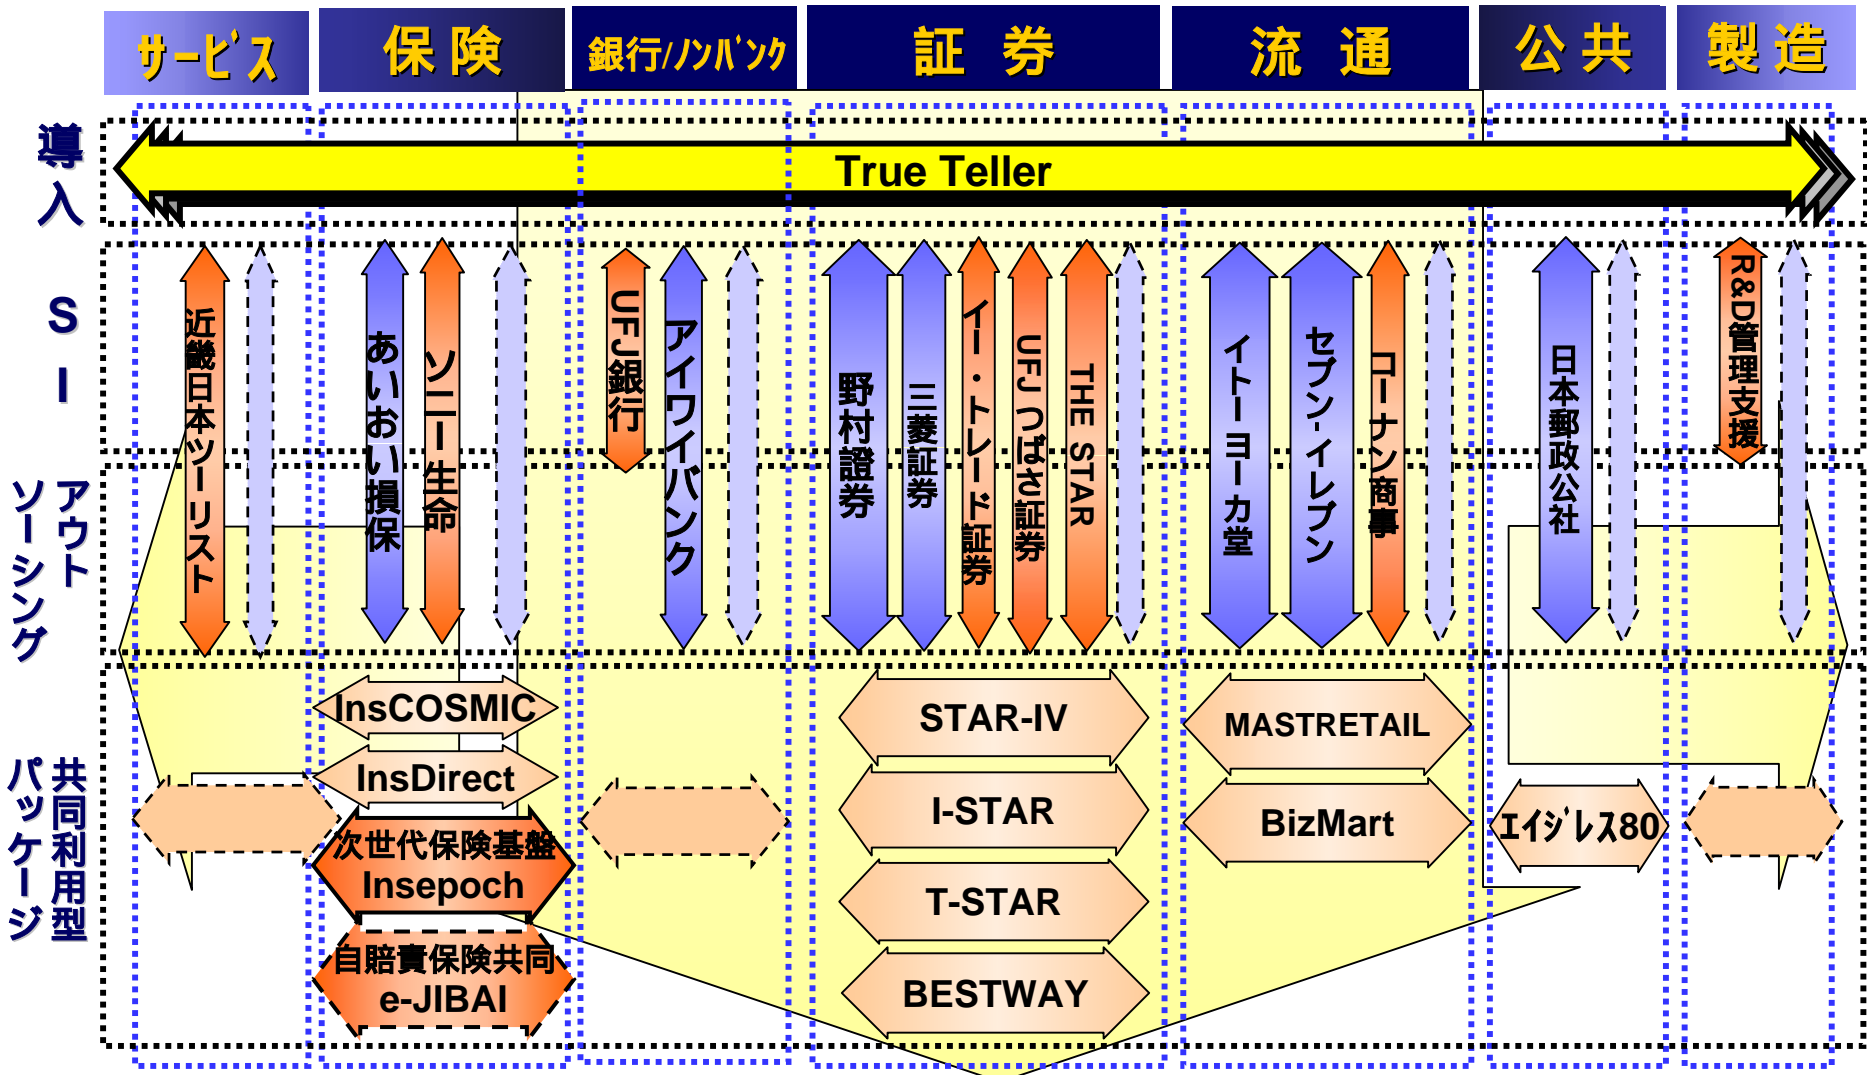 サービス
保険
銀行/ノンバンク
証券
流通
公共
製造
導入
True Teller
SI
近畿日本ツーリスト
あいおい損保
ソニー生命
UFJ銀行
アイワイバンク
野村證券
三菱証券
イー・トレード証券
UFJつばさ証券
THE STAR
イトーヨーカ堂
セブン-イレブン
コーナン商事
日本郵政公社
R&D管理支援
アウト
ソーシング
共同利用型
パッケージ
InsCOSMIC
InsDirect
次世代保険基盤
Insepoch
自賠責保険共同
e-JIBAI
STAR-IV
I-STAR
T-STAR
BESTWAY
MASTRETAIL
BizMart
エイジレス80